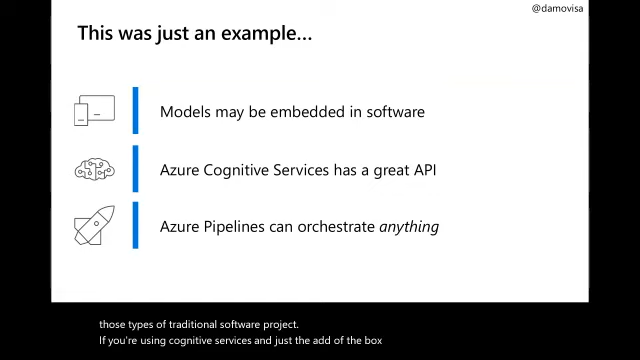 @damovisa
This was just an example...
Models may be embedded in software
Azure Cognitive Services has a great API
Azure Pipelines can orchestrate anything
those types of traditional software project.
If you're using cognitive services and just the add of the box